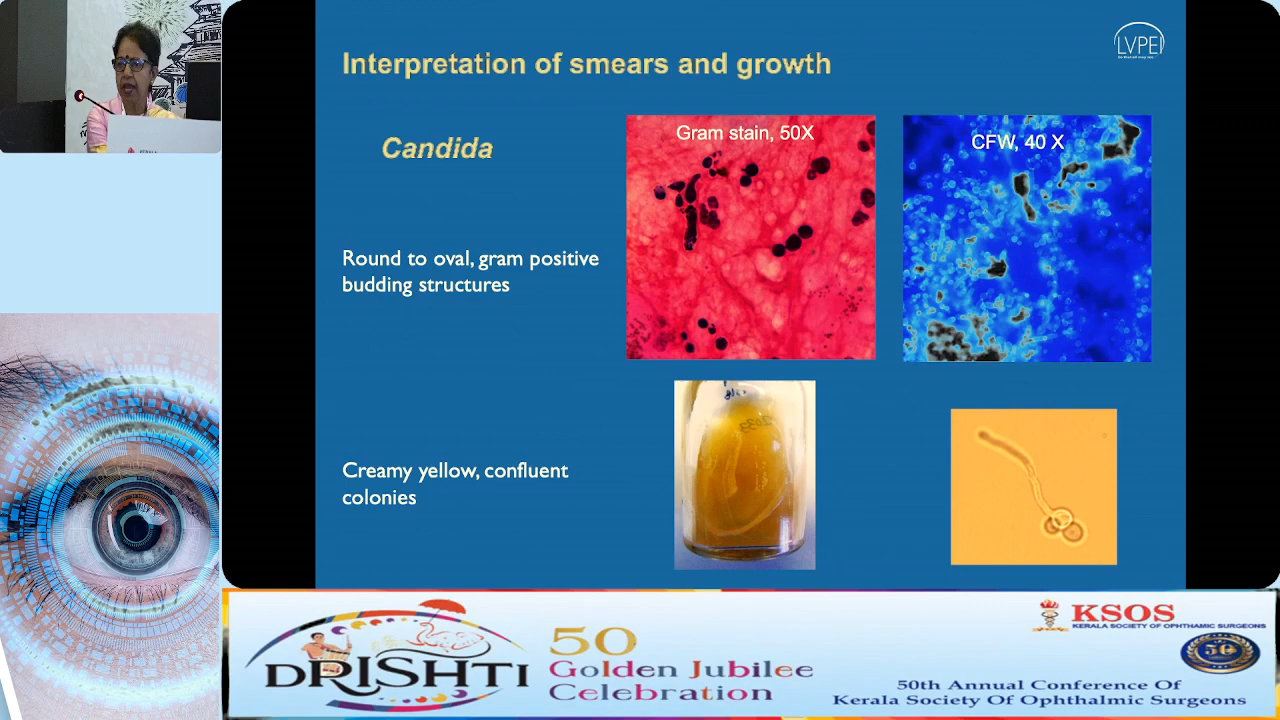 Interpretation of smears and growth
LVPEI
Candida
Gram stain, 50X
CFW, 40 X
Round to oval, gram positive
budding structures
Creamy yellow, confluent
colonies
DRISHTI
50
Golden Jubilee
Celebration
KSOS
KERALA SOCIETY OF OPHTHAMIC SURGEONS
50
50th Annual Conference Of
Kerala Society Of Ophthalmic Surgeons